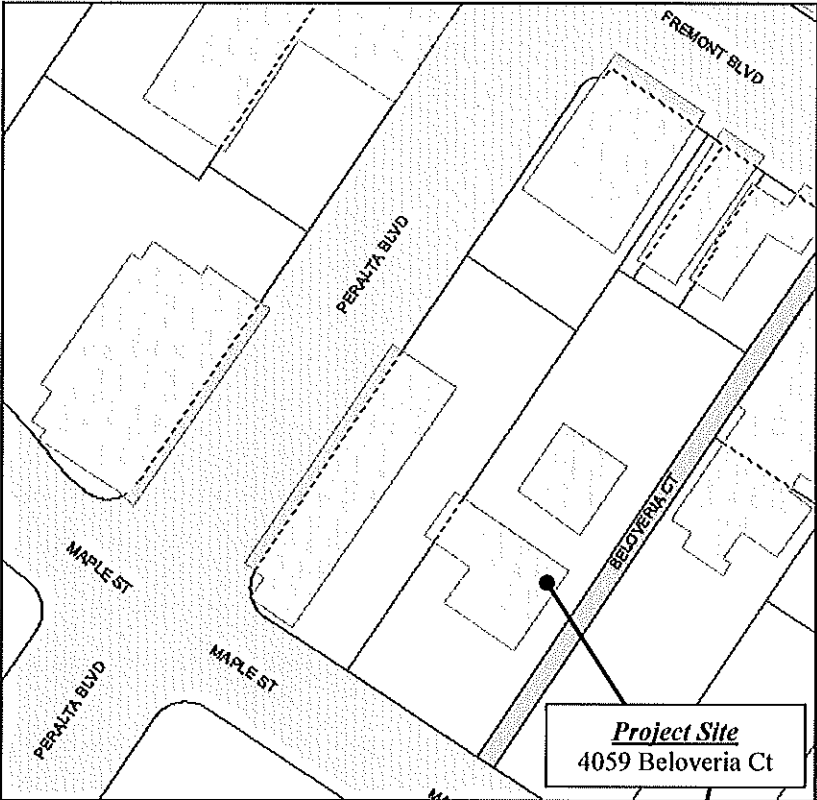 FREMONT BLVD
PERALTA BLVD
BELOVERIA CT
MAPLE ST
MAPLE ST
PERALTA BLVD
Project Site
4059 Beloveria Ct